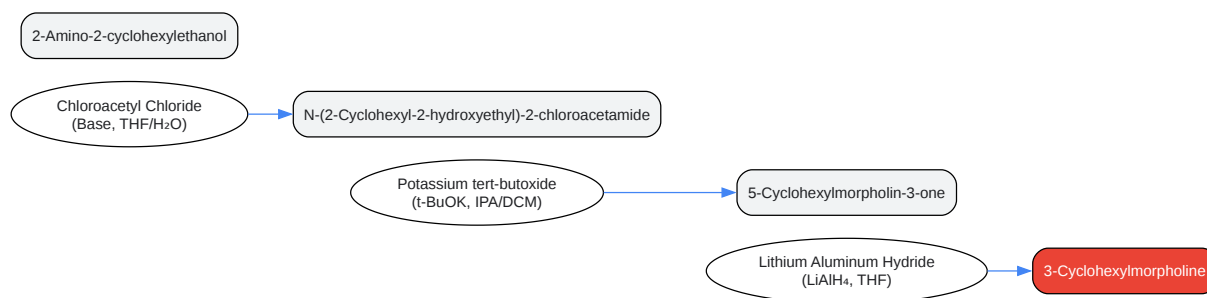 2-Amino-2-cyclohexylethanol
Chloroacetyl Chloride
(Base, THF/H₂O)
N-(2-Cyclohexyl-2-hydroxyethyl)-2-chloroacetamide
Potassium tert-butoxide
(t-BuOK, IPA/DCM)
5-Cyclohexylmorpholin-3-one
Lithium Aluminum Hydride
(LiAlH₄, THF)
3-Cyclohexylmorpholine